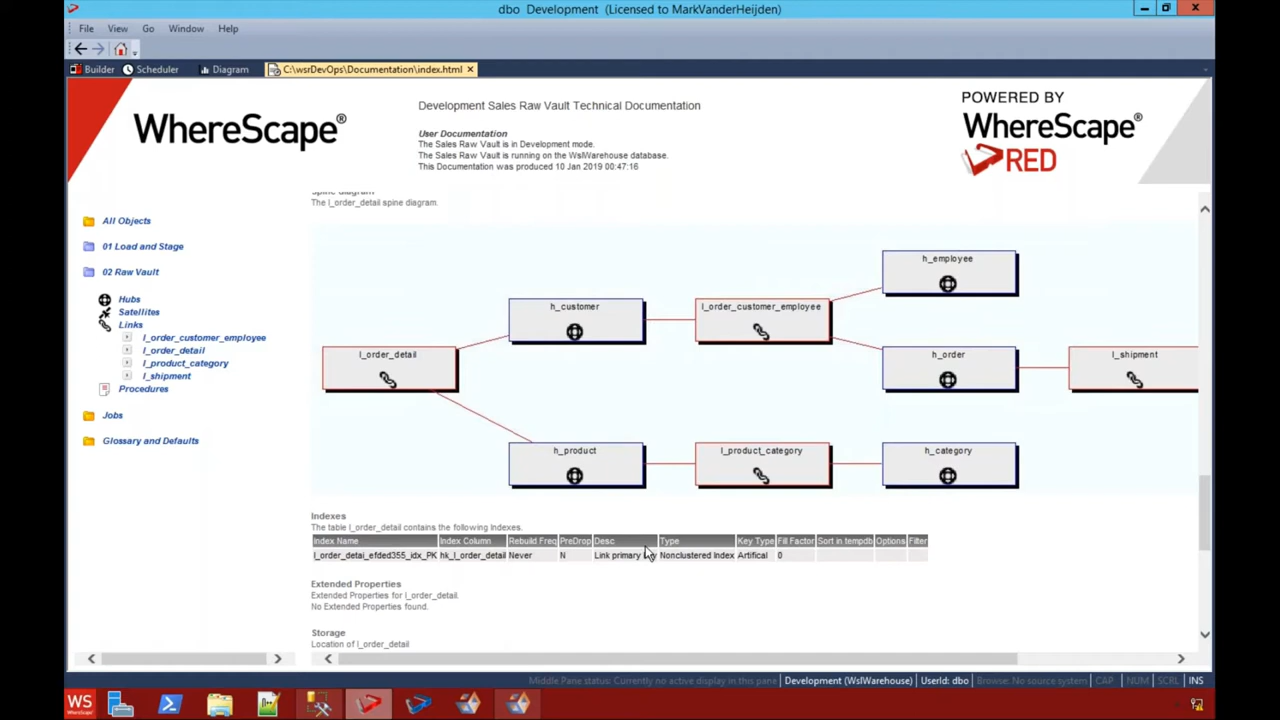 dbo Development (Licensed to MarkVanderHeijden)
File View Go Window Help
Builder Scheduler Diagram C:\wsrDevOps\Documentation\index.html
WhereScape®
Development Sales Raw Vault Technical Documentation
User Documentation
The Sales Raw Vault is in Development mode.
The Sales Raw Vault is running on the WslWarehouse database.
This Documentation was produced 10 Jan 2019 00:47:16
POWERED BY
WhereScape®
RED
All Objects
01 Load and Stage
02 Raw Vault
Hubs
Satellites
Links
l_order_customer_employee
l_order_detail
l_product_category
l_shipment
Procedures
Jobs
Glossary and Defaults
Spine diagram
The l_order_detail spine diagram.
h_employee
h_customer
l_order_customer_employee
l_order_detail
h_order
l_shipment
h_product
l_product_category
h_category
Indexes
The table l_order_detail contains the following Indexes.
Index Name Index Column Rebuild Freq PreDrop Desc Type Key Type Fill Factor Sort in tempdb Options Filter
l_order_detai_efded355_idx_PK hk_l_order_detail Never N Link primary Nonclustered Index Artifical 0
Extended Properties
Extended Properties for l_order_detail.
No Extended Properties found.
Storage
Location of l_order_detail
Middle Pane status: Currently no active display in this pane Development (WslWarehouse) UserId: dbo Browse: No source system CAP NUM SCRL INS
WS
WhereScape